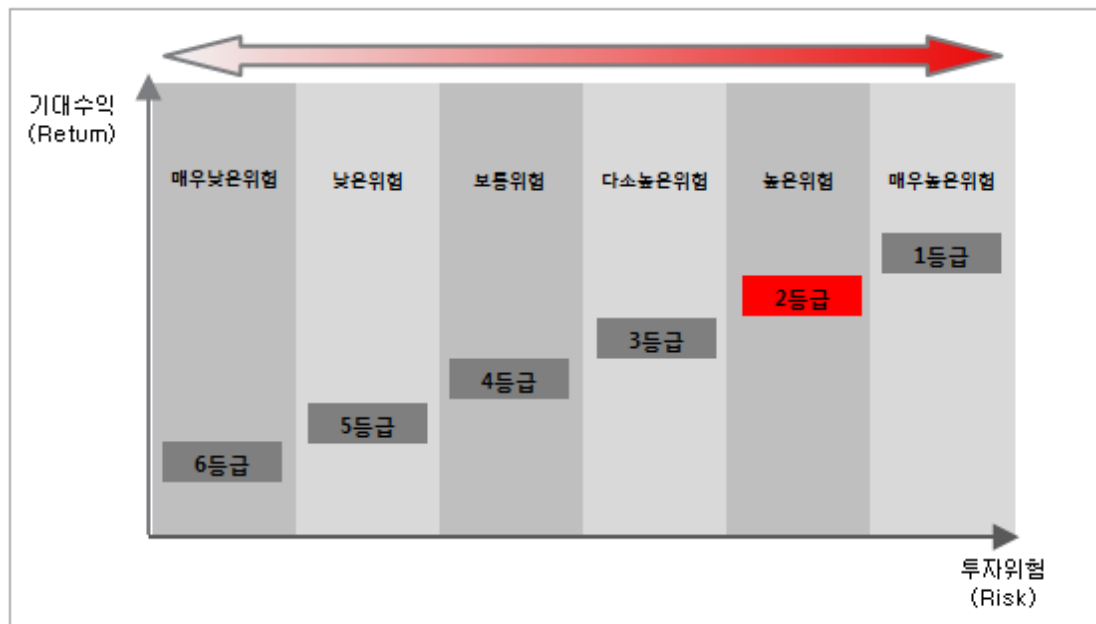 기대수익
(Return)
매우낮은위험 낮은위험 보통위험 다소높은위험 높은위험 매우높은위험
1등급
2등급
3등급
4등급
5등급
6등급
투자위험
(Risk)